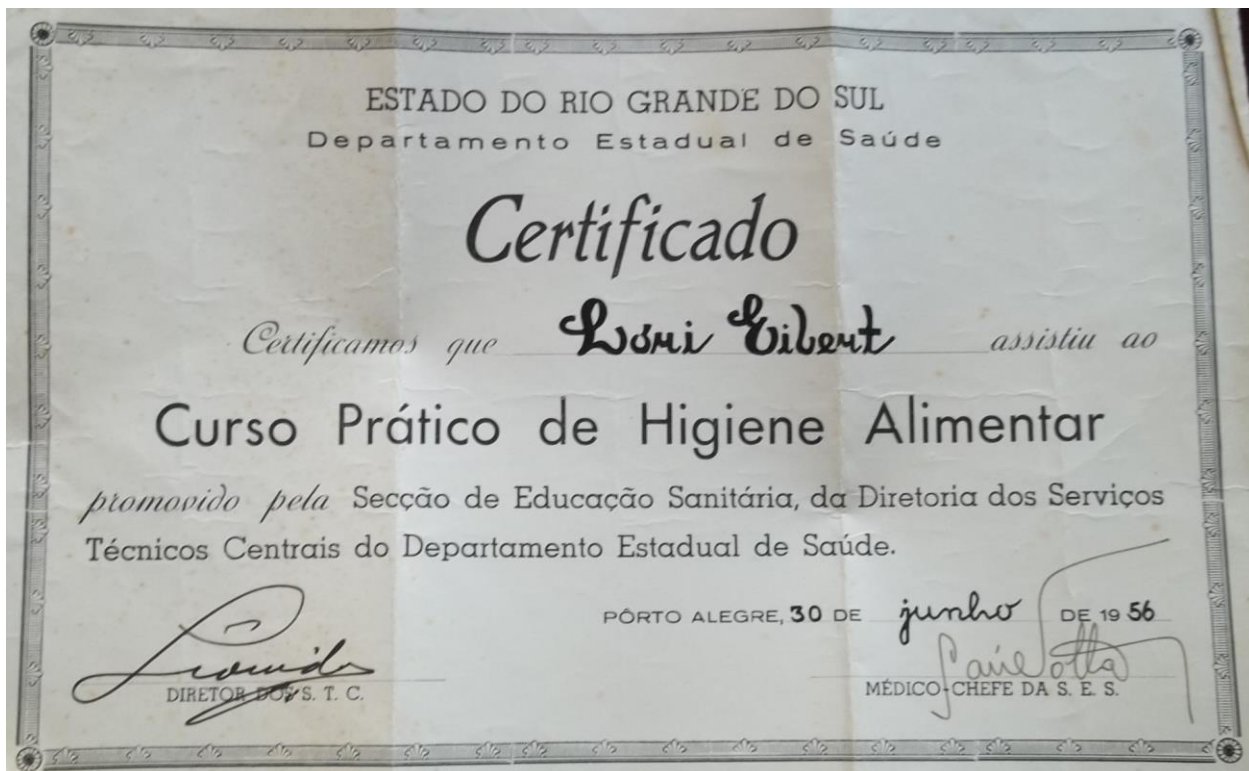 ESTADO DO RIO GRANDE DO SUL
Departamento Estadual de Saúde
Certificado
Certificamos que Lóri Eibert assistiu ao
Curso Prático de Higiene Alimentar
promovido pela Secção de Educação Sanitária, da Diretoria dos Serviços
Técnicos Centrais do Departamento Estadual de Saúde.
PÔRTO ALEGRE, 30 DE junho DE 1956
DIRETOR DOS S. T. C.
MÉDICO-CHEFE DA S. E. S.